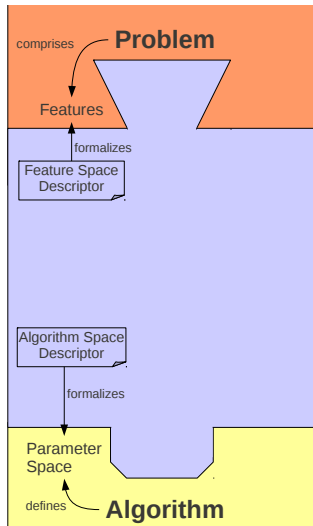 Problem
comprises
Features
formalizes
Feature Space
Descriptor
Algorithm Space
Descriptor
formalizes
Parameter
Space
defines
Algorithm